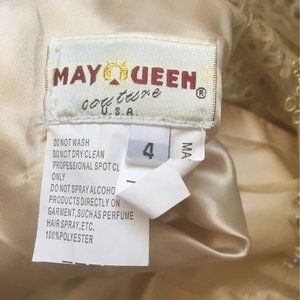 MAY QUEEN
couture ®
U.S.A.
4
MA
DO NOT WASH
DO NOT DRY CLEAN
PROFESSIONAL SPOT CL
ONLY
DO NOT SPRAY ALCOHO
PRODUCTS DIRECTLY ON
GARMENT, SUCH AS PERFUME
HAIR SPRAY, ETC.
100%POLYESTER